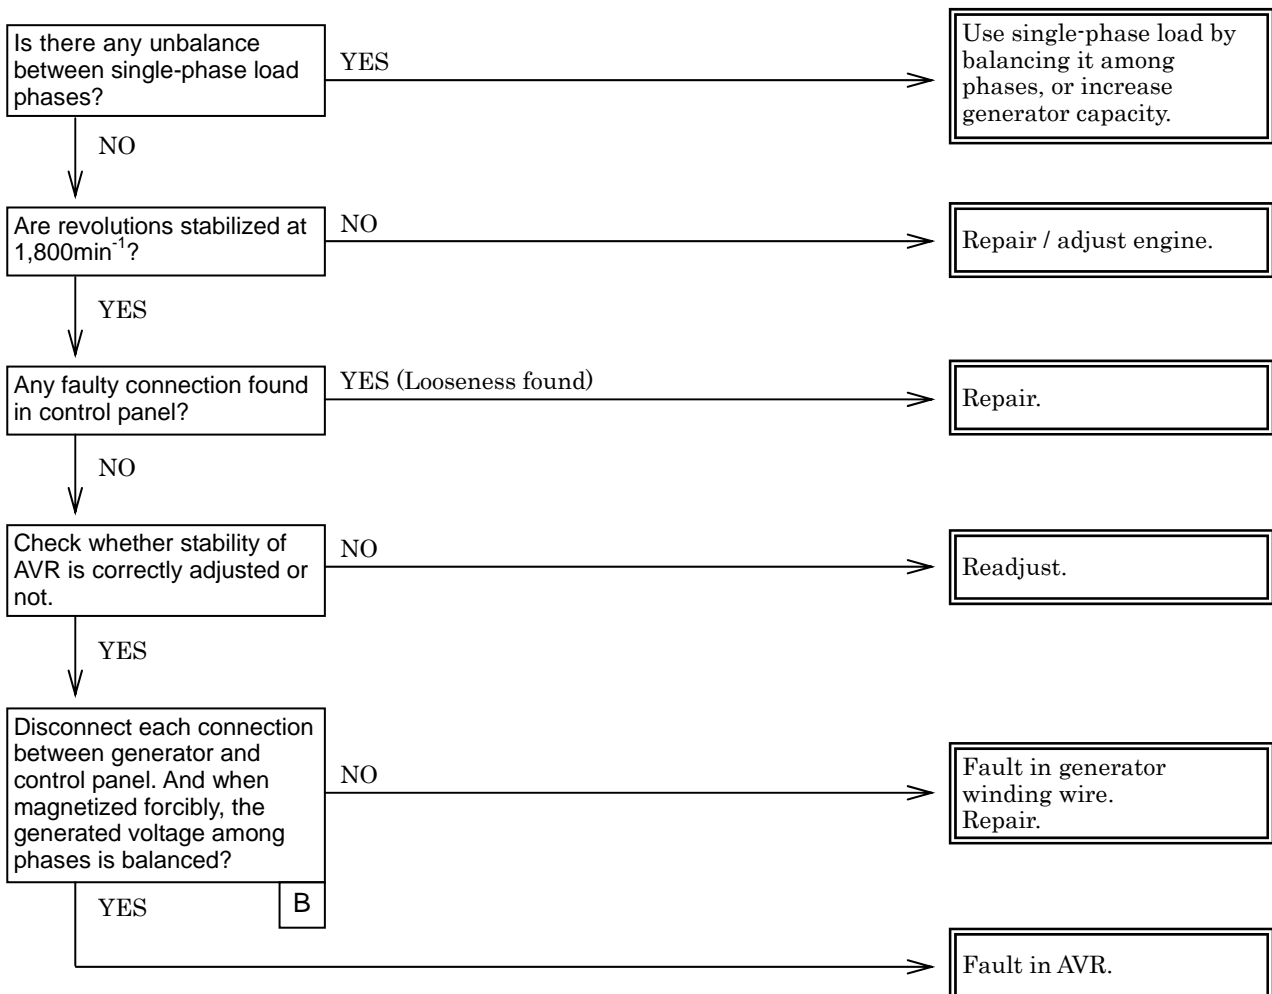 Is there any unbalance
between single-phase load
phases?
YES
Use single-phase load by
balancing it among
phases, or increase
generator capacity.
NO
Are revolutions stabilized at
1,800min⁻¹?
NO
Repair / adjust engine.
YES
Any faulty connection found
in control panel?
YES (Looseness found)
Repair.
NO
Check whether stability of
AVR is correctly adjusted or
not.
NO
Readjust.
YES
Disconnect each connection
between generator and
control panel. And when
magnetized forcibly, the
generated voltage among
phases is balanced?
NO
Fault in generator
winding wire.
Repair.
B
YES
Fault in AVR.